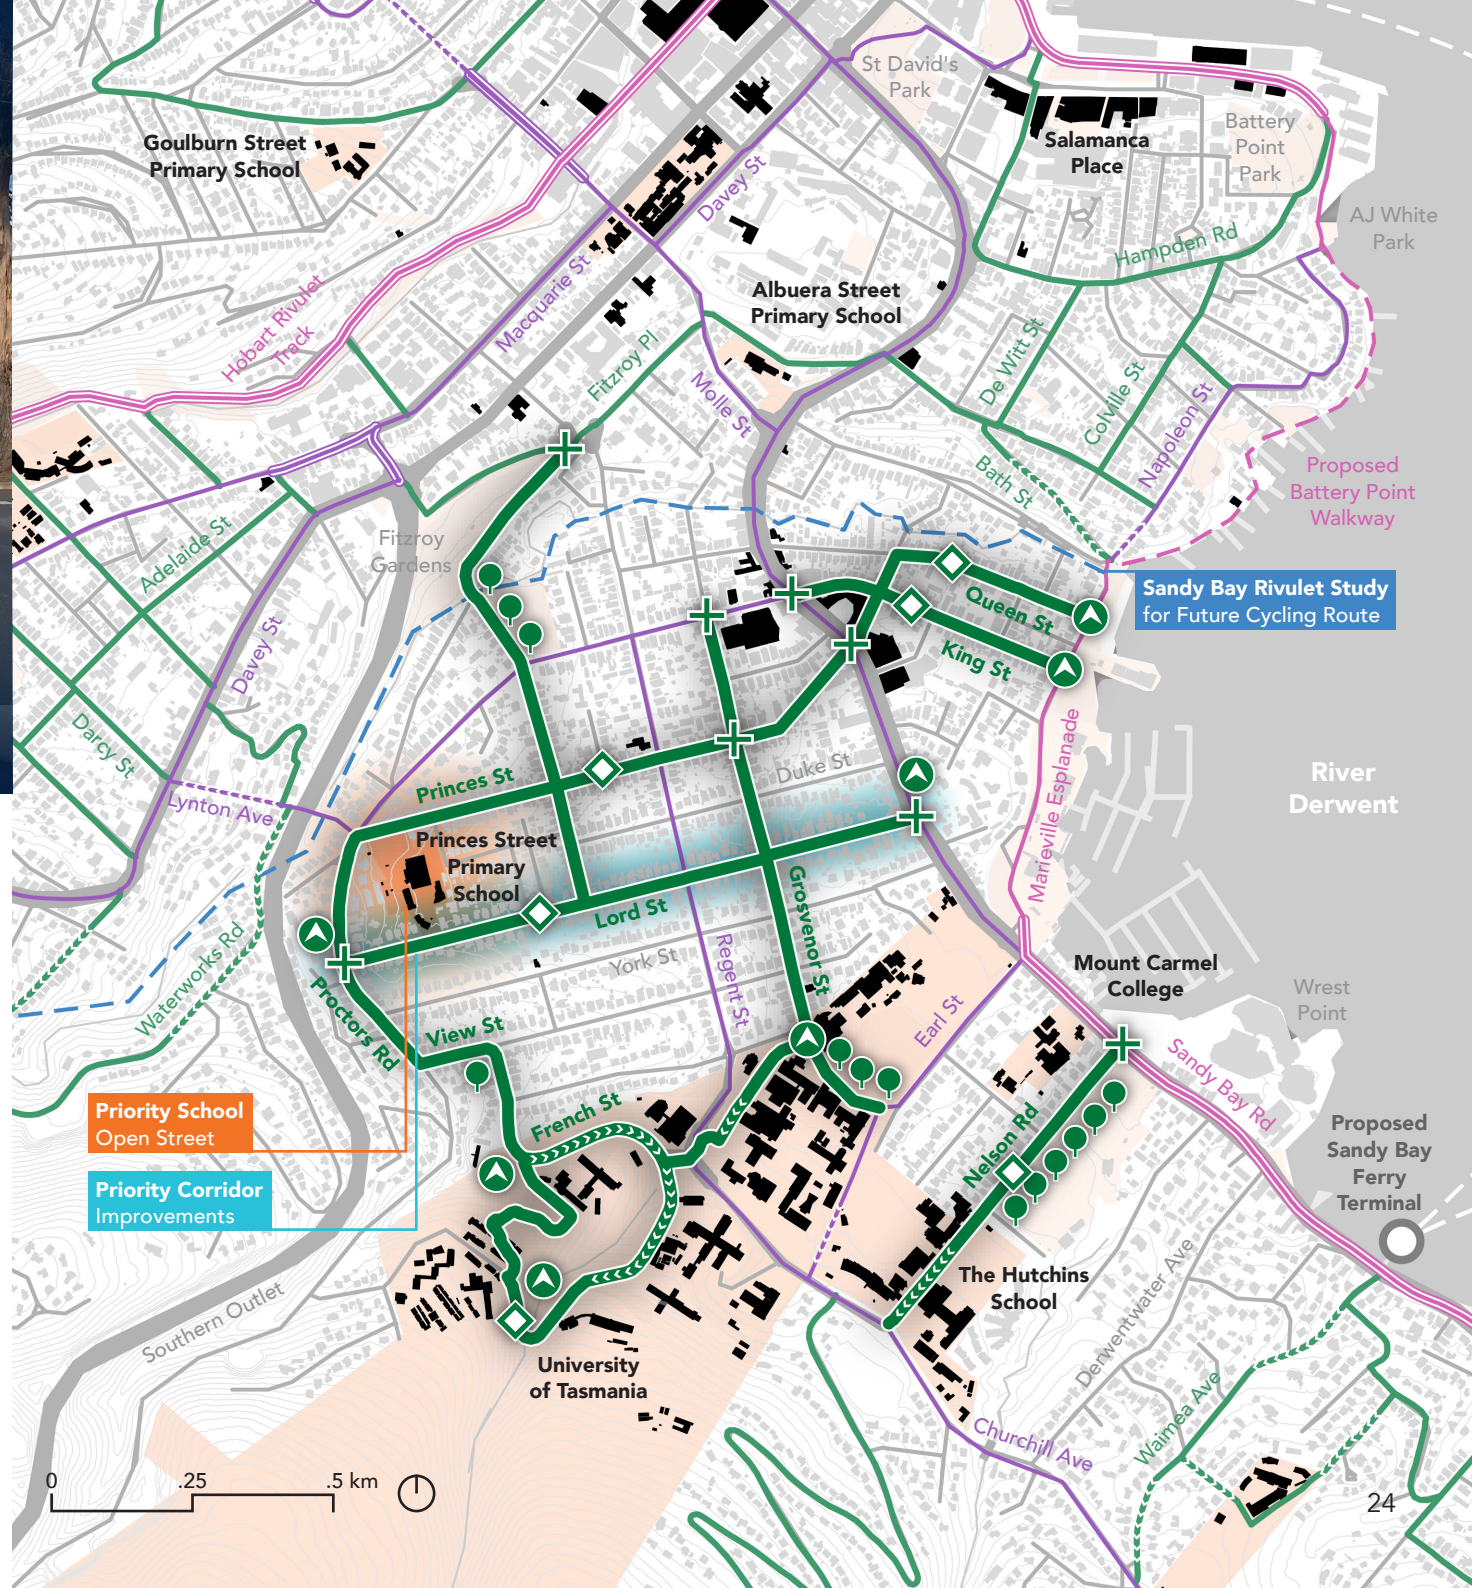 St David's
Park
Goulburn Street
Primary School
Salamanca
Place
Battery
Point
Park
Davey St
AJ White
Park
Hampden Rd
Macquarie St
Albuera Street
Primary School
Hobart Rivulet
Track
Fitzroy Pl
De Witt St
Molle St
Colville St
Napoleon St
Bath St
Proposed
Battery Point
Walkway
Adelaide St
Fitzroy
Gardens
Sandy Bay Rivulet Study
for Future Cycling Route
Queen St
King St
Davey St
Darcy St
Lynton Ave
Princes St
Duke St
Marieville Esplanade
River
Derwent
Princes Street
Primary
School
Lord St
Grosvenor St
Waterworks Rd
York St
Regent St
Mount Carmel
College
Wrest
Point
Proctors Rd
View St
Earl St
Sandy Bay Rd
Priority School
Open Street
French St
Nelson Rd
Proposed
Sandy Bay
Ferry
Terminal
Priority Corridor
Improvements
The Hutchins
School
Derwentwater Ave
Southern Outlet
University
of Tasmania
Waimea Ave
Churchill Ave
0 .25 .5 km
24